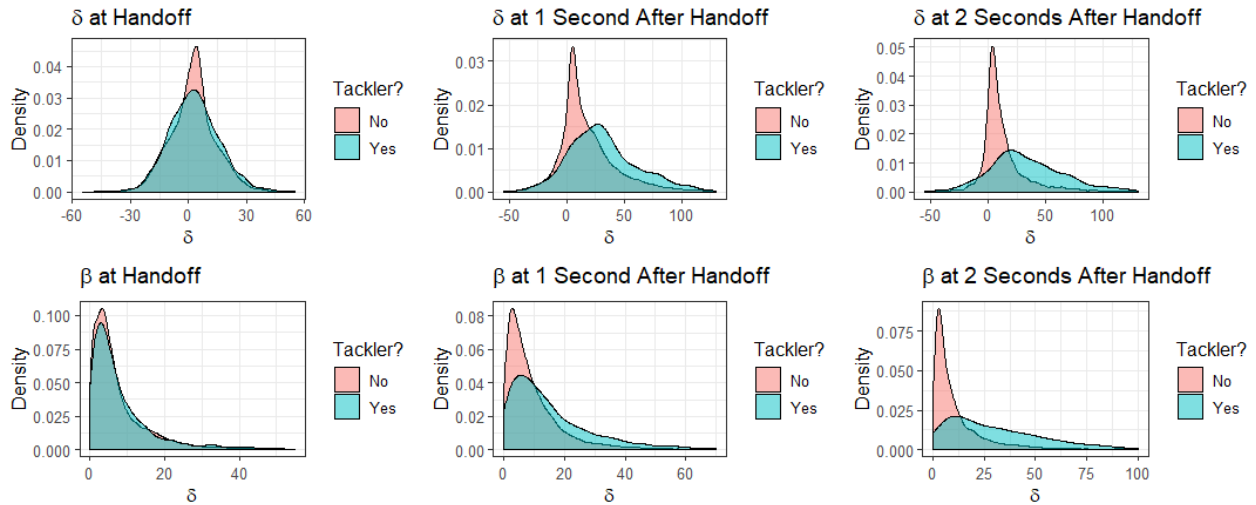 δ at Handoff
Density
0.04
0.03
0.02
0.01
0.00
-60
-30
0
30
60
δ
Tackler?
No
Yes
δ at 1 Second After Handoff
Density
0.03
0.02
0.01
0.00
-50
0
50
100
δ
Tackler?
No
Yes
δ at 2 Seconds After Handoff
Density
0.05
0.04
0.03
0.02
0.01
0.00
-50
0
50
100
δ
Tackler?
No
Yes
β at Handoff
Density
0.100
0.075
0.050
0.025
0.000
0
20
40
δ
Tackler?
No
Yes
β at 1 Second After Handoff
Density
0.08
0.06
0.04
0.02
0.00
0
20
40
60
δ
Tackler?
No
Yes
β at 2 Seconds After Handoff
Density
0.075
0.050
0.025
0.000
0
25
50
75
100
δ
Tackler?
No
Yes